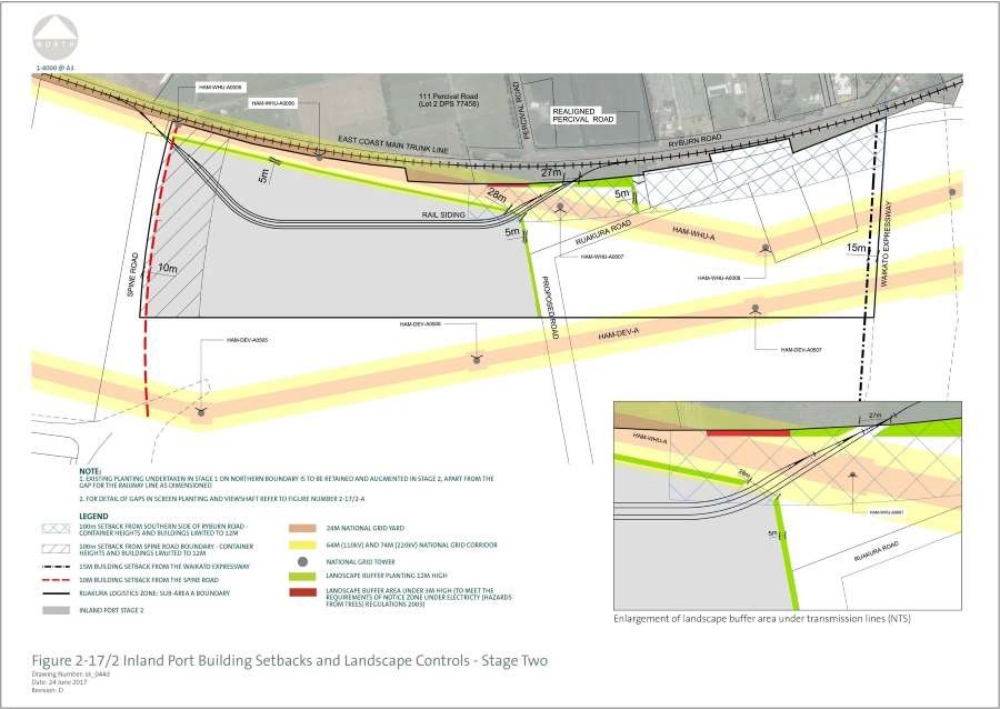 NORTH
1-6000 @ A3
HAM-WHU-A0006
111 Percival Road
(Lot 2 DPS 77456)
PERCIVAL ROAD
REALIGNED
PERCIVAL ROAD
EAST COAST MAIN TRUNK LINE
RYBURN ROAD
27m
5m
28m
5m
RAIL SIDING
5m
RUAKURA ROAD
HAM-WHU-A
HAM-WHU-A0007
HAM-WHU-A0008
15m
WAIKATO EXPRESSWAY
SPINE ROAD
10m
PROPOSED ROAD
HAM-DEV-A0505
HAM-DEV-A
HAM-DEV-A0507
27m
HAM-WHU-A
28m
HAM-WHU-A0007
5m
RUAKURA ROAD
Enlargement of landscape buffer area under transmission lines (NTS)
NOTE:
1. EXISTING PLANTING UNDERTAKEN IN STAGE 1 ON NORTHERN BOUNDARY IS TO BE RETAINED AND AUGMENTED IN STAGE 2, APART FROM THE
GAP FOR THE RAILWAY LINE AS DIMENSIONED
2. FOR DETAIL OF GAPS IN SCREEN PLANTING AND VIEWSHAFT REFER TO FIGURE NUMBER 2-17/2-A
LEGEND
100m SETBACK FROM SOUTHERN SIDE OF RYBURN ROAD -
CONTAINER HEIGHTS AND BUILDINGS LIMITED TO 12M
100m SETBACK FROM SPINE ROAD BOUNDARY - CONTAINER
HEIGHTS AND BUILDINGS LIMITED TO 12M
15M BUILDING SETBACK FROM THE WAIKATO EXPRESSWAY
10M BUILDING SETBACK FROM THE SPINE ROAD
RUAKURA LOGISTICS ZONE: SUB-AREA A BOUNDARY
INLAND PORT STAGE 2
24M NATIONAL GRID YARD
64M (110kV) AND 74M (220kV) NATIONAL GRID CORRIDOR
NATIONAL GRID TOWER
LANDSCAPE BUFFER PLANTING 12M HIGH
LANDSCAPE BUFFER AREA UNDER 3M HIGH (TO MEET THE
REQUIREMENTS OF NOTICE ZONE UNDER ELECTRICTY (HAZARDS
FROM TREES) REGULATIONS 2003)
Figure 2-17/2 Inland Port Building Setbacks and Landscape Controls - Stage Two
Drawing Number: sk_044d
Date: 24 June 2017
Revision: D